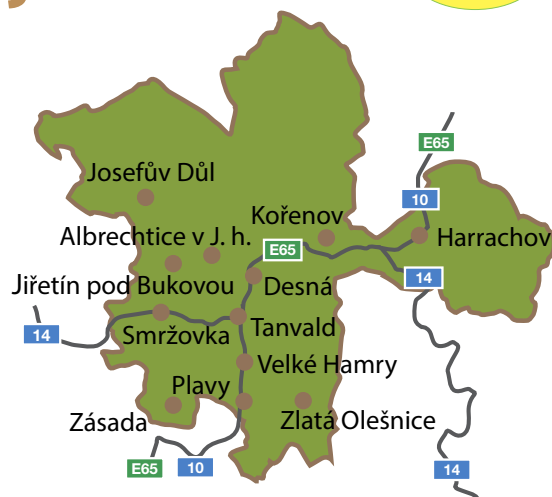 E65
Josefův Důl
10
Kořenov
Albrechtice v J. h.
E65
Harrachov
Jiřetín pod Bukovou
Desná
14
14
Smržovka
Tanvald
Velké Hamry
Plavy
Zásada
Zlatá Olešnice
E65
10
14